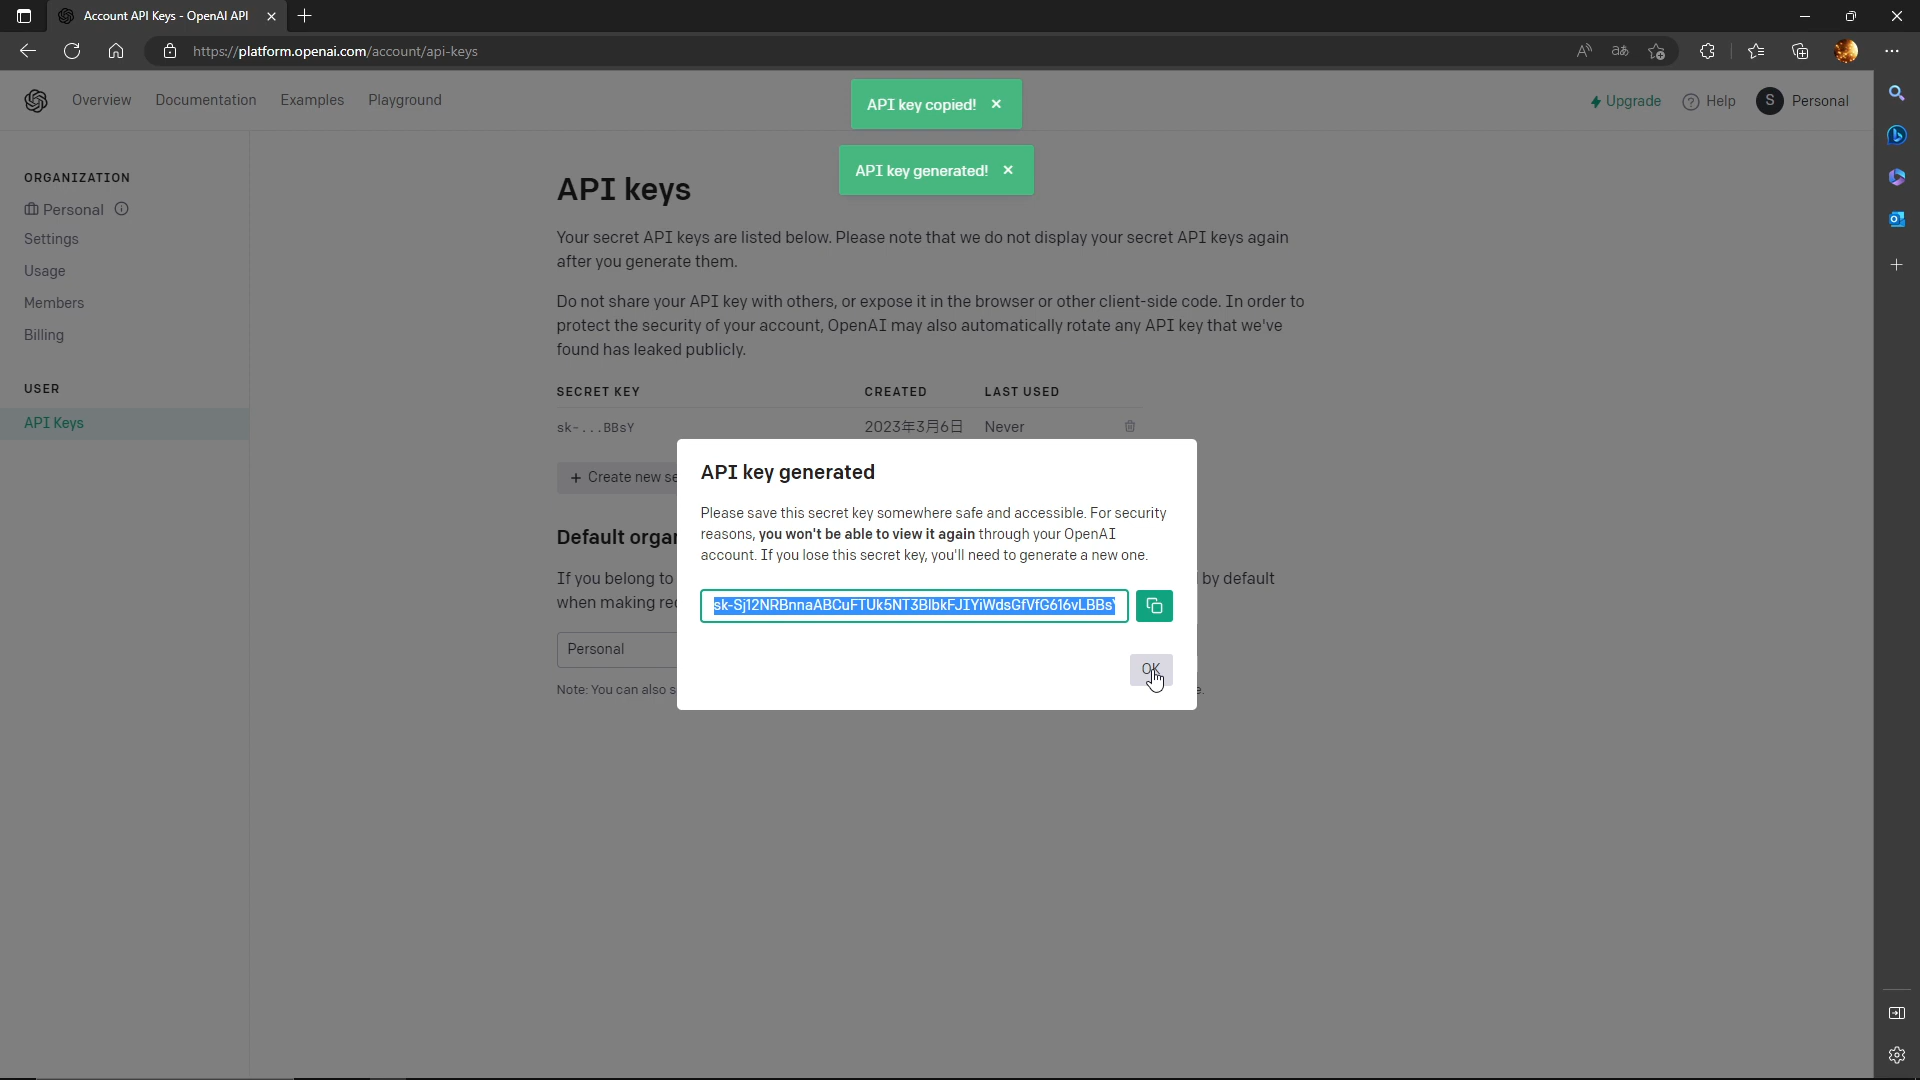 Account API Keys - OpenAI API
https://platform.openai.com/account/api-keys
Overview Documentation Examples Playground
API key copied!
Upgrade Help S Personal
API key generated!
ORGANIZATION
Personal
Settings
Usage
Members
Billing
USER
API Keys
API keys
Your secret API keys are listed below. Please note that we do not display your secret API keys again
after you generate them.
Do not share your API key with others, or expose it in the browser or other client-side code. In order to
protect the security of your account, OpenAI may also automatically rotate any API key that we've
found has leaked publicly.
SECRET KEY CREATED LAST USED
sk-...BBsY 2023年3月6日 Never
+ Create new se
Default organ
If you belong to
by default
when making re
Personal
Note: You can also s
API key generated
Please save this secret key somewhere safe and accessible. For security
reasons, you won't be able to view it again through your OpenAI
account. If you lose this secret key, you'll need to generate a new one.
OK